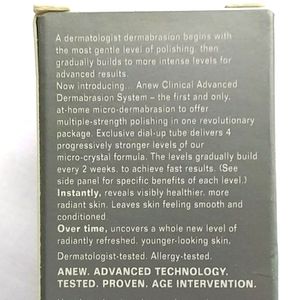 A dermatologist dermabrasion begins with
the most gentle level of polishing, then
gradually builds to more intense levels for
advanced results.
Now introducing... Anew Clinical Advanced
Dermabrasion System – the first and only,
at-home micro-dermabrasion to offer
multiple-strength polishing in one revolutionary
package. Exclusive dial-up tube delivers 4
progressively stronger levels of our
micro-crystal formula. The levels gradually build
every 2 weeks, to achieve fast results. (See
side panel for specific benefits of each level.)
Instantly, reveals visibly healthier, more
radiant skin. Leaves skin feeling smooth and
conditioned.
Over time, uncovers a whole new level of
radiantly refreshed, younger-looking skin.
Dermatologist-tested. Allergy-tested.
ANEW. ADVANCED TECHNOLOGY.
TESTED. PROVEN. AGE INTERVENTION.